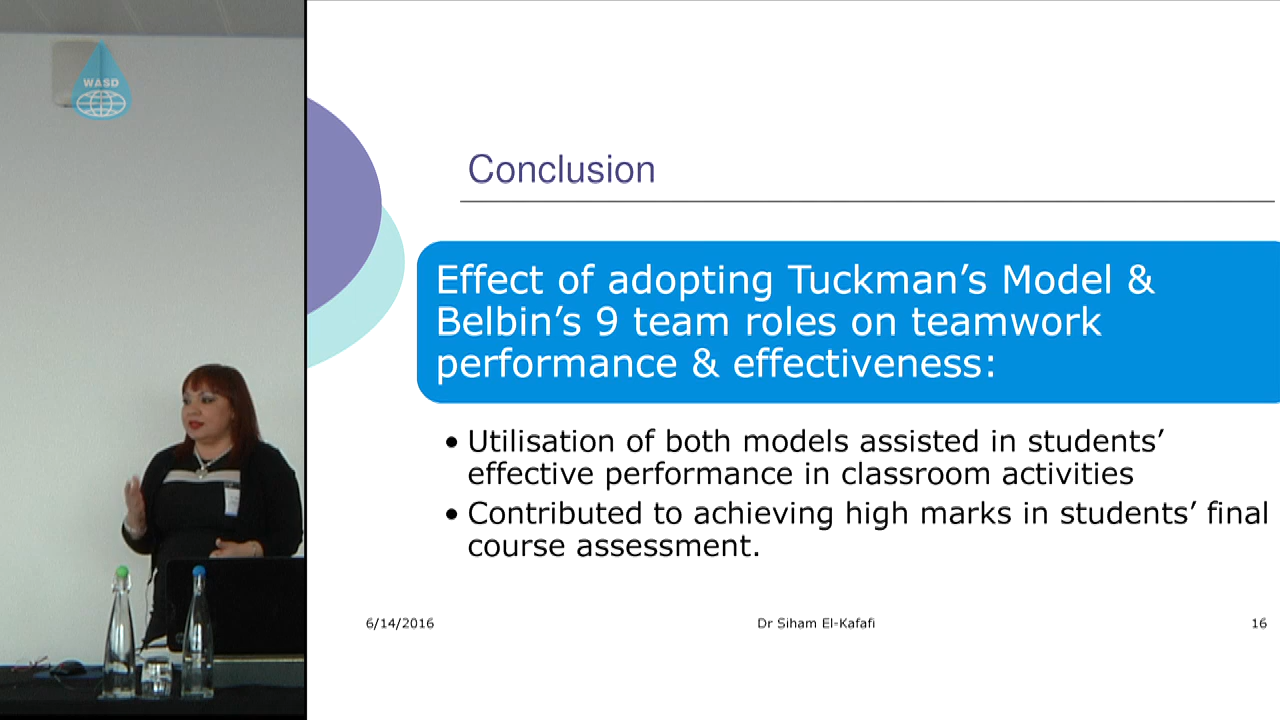 WASD
Conclusion
Effect of adopting Tuckman’s Model &
Belbin’s 9 team roles on teamwork
performance & effectiveness:
• Utilisation of both models assisted in students’
effective performance in classroom activities
• Contributed to achieving high marks in students’ final
course assessment.
6/14/2016 Dr Siham El-Kafafi 16